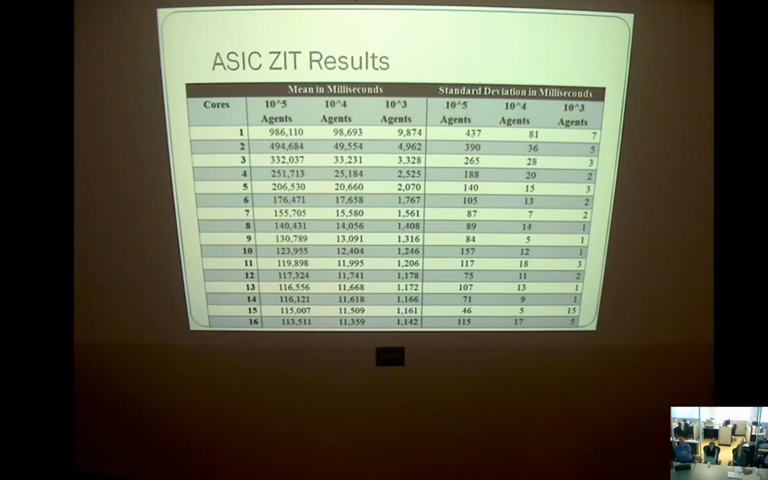 ASIC ZIT Results
Mean in Milliseconds Standard Deviation in Milliseconds
Cores 10^5 Agents 10^4 Agents 10^3 Agents 10^5 Agents 10^4 Agents 10^3 Agents
1 986,110 98,693 9,874 437 81 7
2 494,684 49,554 4,962 390 36 5
3 332,037 33,231 3,328 265 28 3
4 251,713 25,184 2,525 188 20 2
5 206,530 20,660 2,070 140 15 3
6 176,471 17,658 1,767 105 13 2
7 155,705 15,580 1,561 87 7 2
8 140,431 14,056 1,408 89 14 1
9 130,789 13,091 1,316 84 5 1
10 123,955 12,404 1,246 157 12 1
11 119,898 11,995 1,206 117 18 3
12 117,324 11,741 1,178 75 11 2
13 116,556 11,668 1,172 107 13 1
14 116,121 11,618 1,166 71 9 1
15 115,007 11,509 1,161 46 5 15
16 113,511 11,359 1,142 115 17 5